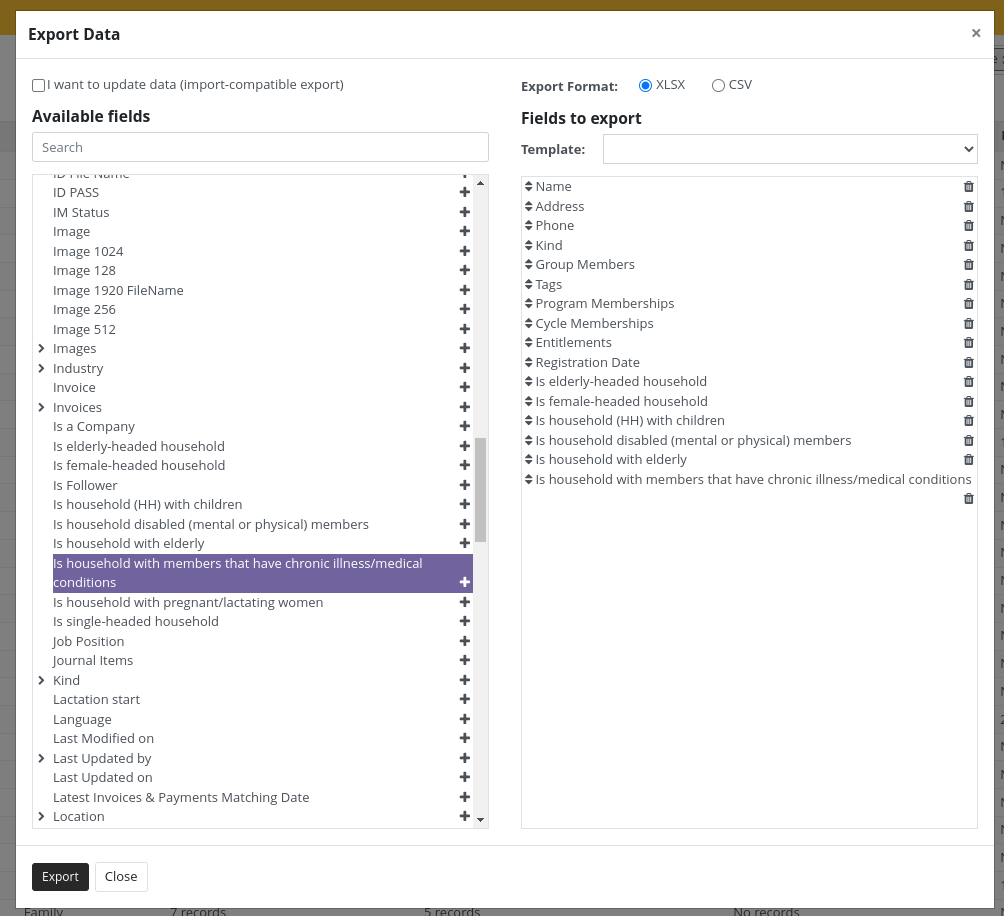 Export Data
×
I want to update data (import-compatible export)
Available fields
Search
ID File Name
ID PASS
IM Status
Image
Image 1024
Image 128
Image 1920 FileName
Image 256
Image 512
Images
Industry
Invoice
Invoices
Is a Company
Is elderly-headed household
Is female-headed household
Is Follower
Is household (HH) with children
Is household disabled (mental or physical) members
Is household with elderly
Is household with members that have chronic illness/medical
conditions
Is household with pregnant/lactating women
Is single-headed household
Job Position
Journal Items
Kind
Lactation start
Language
Last Modified on
Last Updated by
Last Updated on
Latest Invoices & Payments Matching Date
Location
Export Format: XLSX CSV
Fields to export
Template:
Name
Address
Phone
Kind
Group Members
Tags
Program Memberships
Cycle Memberships
Entitlements
Registration Date
Is elderly-headed household
Is female-headed household
Is household (HH) with children
Is household disabled (mental or physical) members
Is household with elderly
Is household with members that have chronic illness/medical conditions
Export Close
Family 7 records 5 records No records